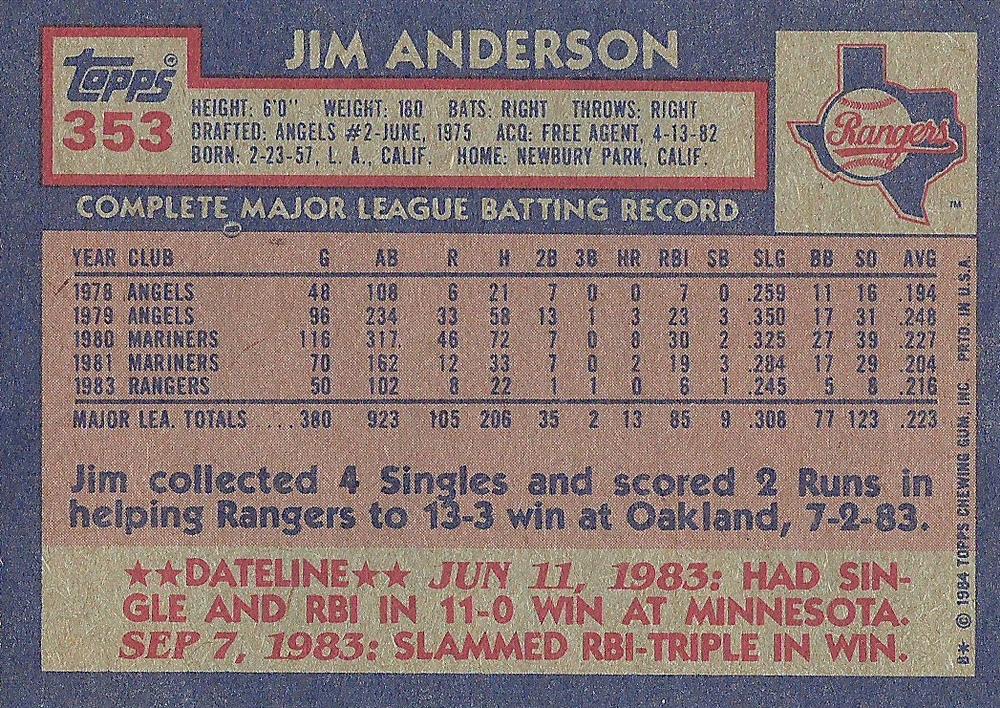 JIM ANDERSON
topps®
353
HEIGHT: 6'0" WEIGHT: 180 BATS: RIGHT THROWS: RIGHT
DRAFTED: ANGELS #2-JUNE, 1975 ACQ: FREE AGENT, 4-13-82
BORN: 2-23-57, L. A., CALIF. HOME: NEWBURY PARK, CALIF.
Rangers
TM
COMPLETE MAJOR LEAGUE BATTING RECORD
YEAR CLUB G AB R H 2B 3B HR RBI SB SLG BB SO AVG
1978 ANGELS 48 108 6 21 7 0 0 7 0 .259 11 16 .194
1979 ANGELS 96 234 33 58 13 1 3 23 3 .350 17 31 .248
1980 MARINERS 116 317 46 72 7 0 8 30 2 .325 27 39 .227
1981 MARINERS 70 162 12 33 7 0 2 19 3 .284 17 29 .204
1983 RANGERS 50 102 8 22 1 1 0 6 1 .245 5 8 .216
MAJOR LEA. TOTALS .... 380 923 105 206 35 2 13 85 9 .308 77 123 .223
Jim collected 4 Singles and scored 2 Runs in
helping Rangers to 13-3 win at Oakland, 7-2-83.
★★DATELINE★★ JUN 11, 1983: HAD SIN-
GLE AND RBI IN 11-0 WIN AT MINNESOTA.
SEP 7, 1983: SLAMMED RBI-TRIPLE IN WIN.
B* © 1984 TOPPS CHEWING GUM, INC. PRTD. IN U.S.A.